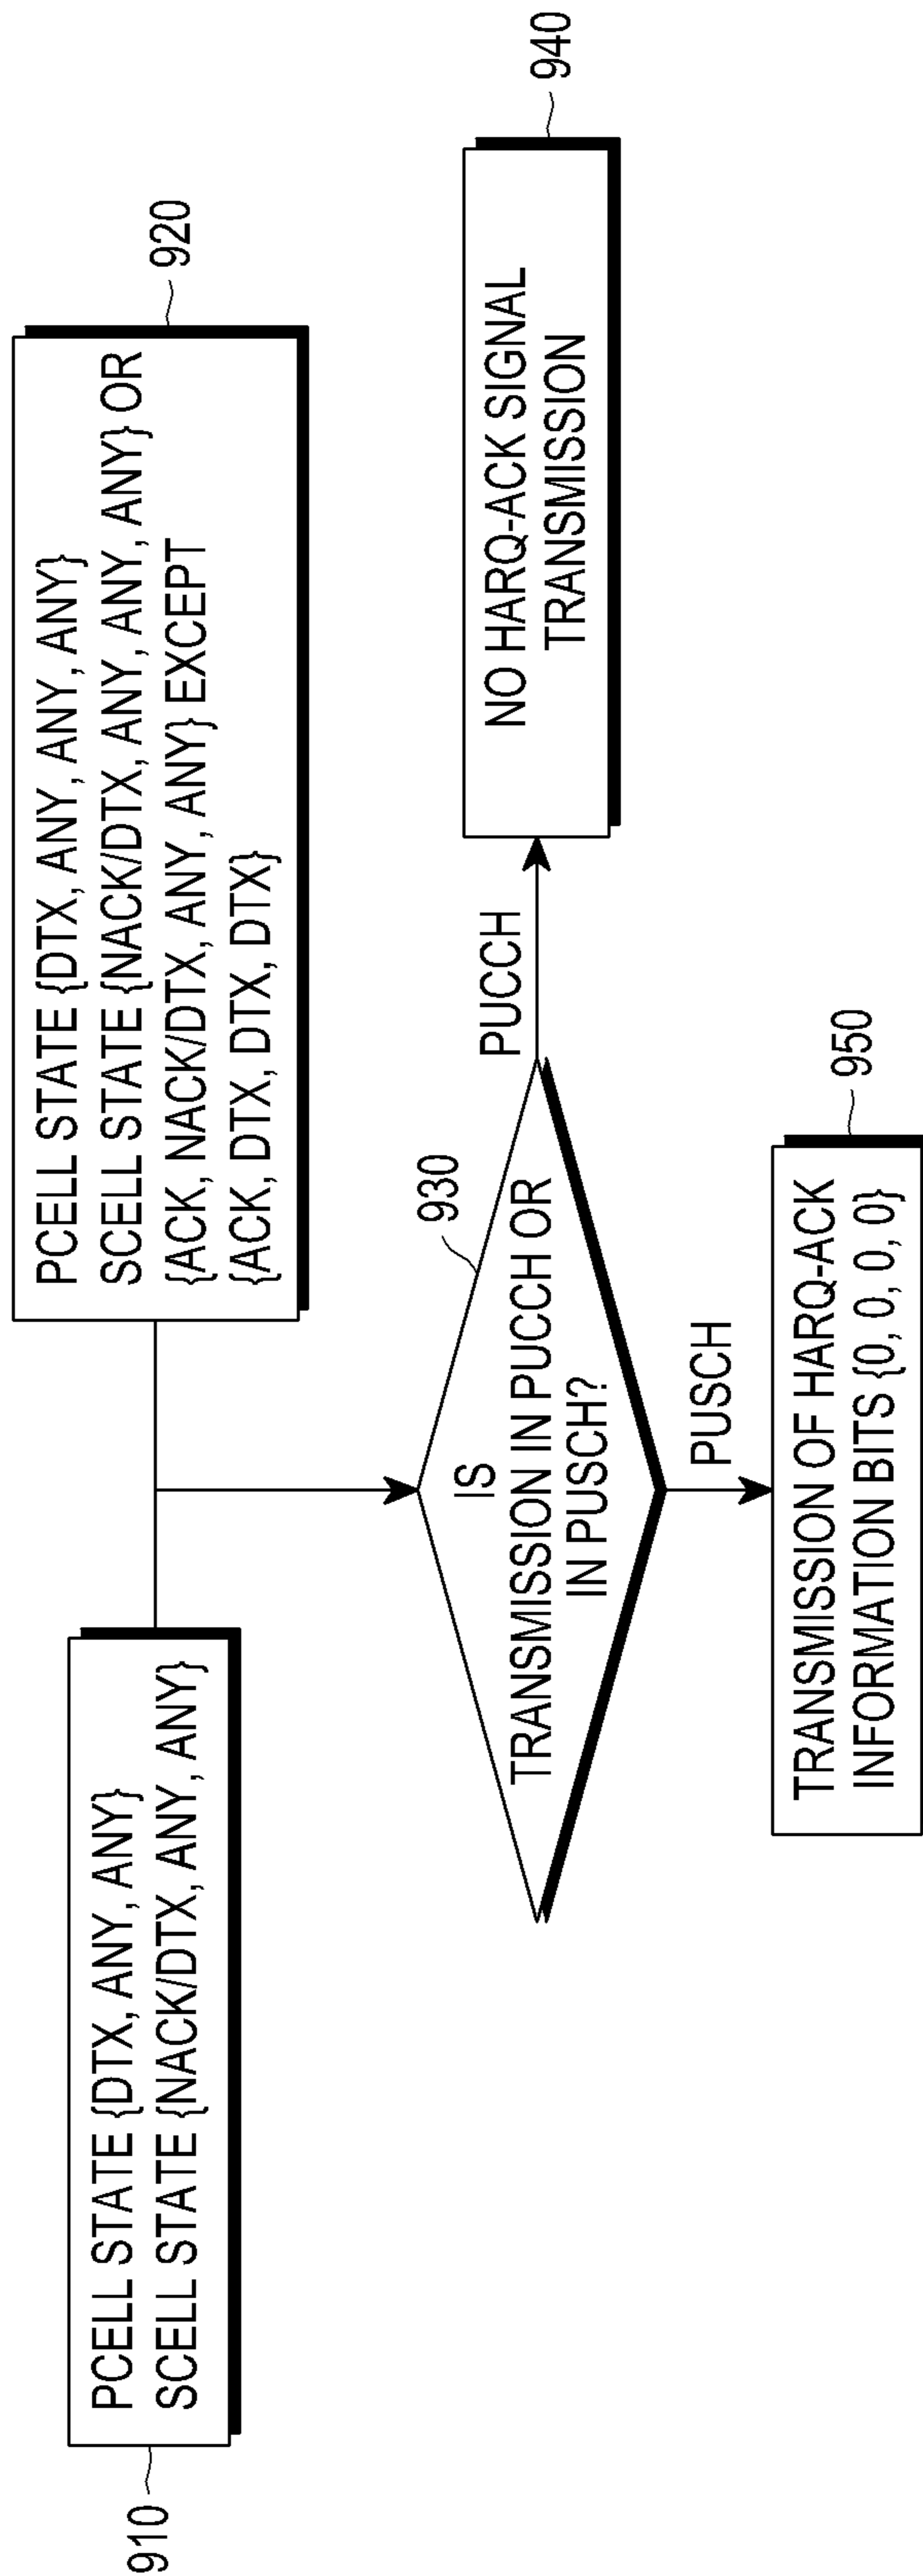 910
PCELL STATE {DTX, ANY, ANY}
SCELL STATE {NACK/DTX, ANY, ANY}
920
PCELL STATE {DTX, ANY, ANY, ANY}
SCELL STATE {NACK/DTX, ANY, ANY, ANY} OR
{ACK, NACK/DTX, ANY, ANY} EXCEPT
{ACK, DTX, DTX, DTX}
930
IS
TRANSMISSION IN PUCCH OR
IN PUSCH?
PUCCH
940
NO HARQ-ACK SIGNAL
TRANSMISSION
PUSCH
950
TRANSMISSION OF HARQ-ACK
INFORMATION BITS {0, 0, 0, 0}